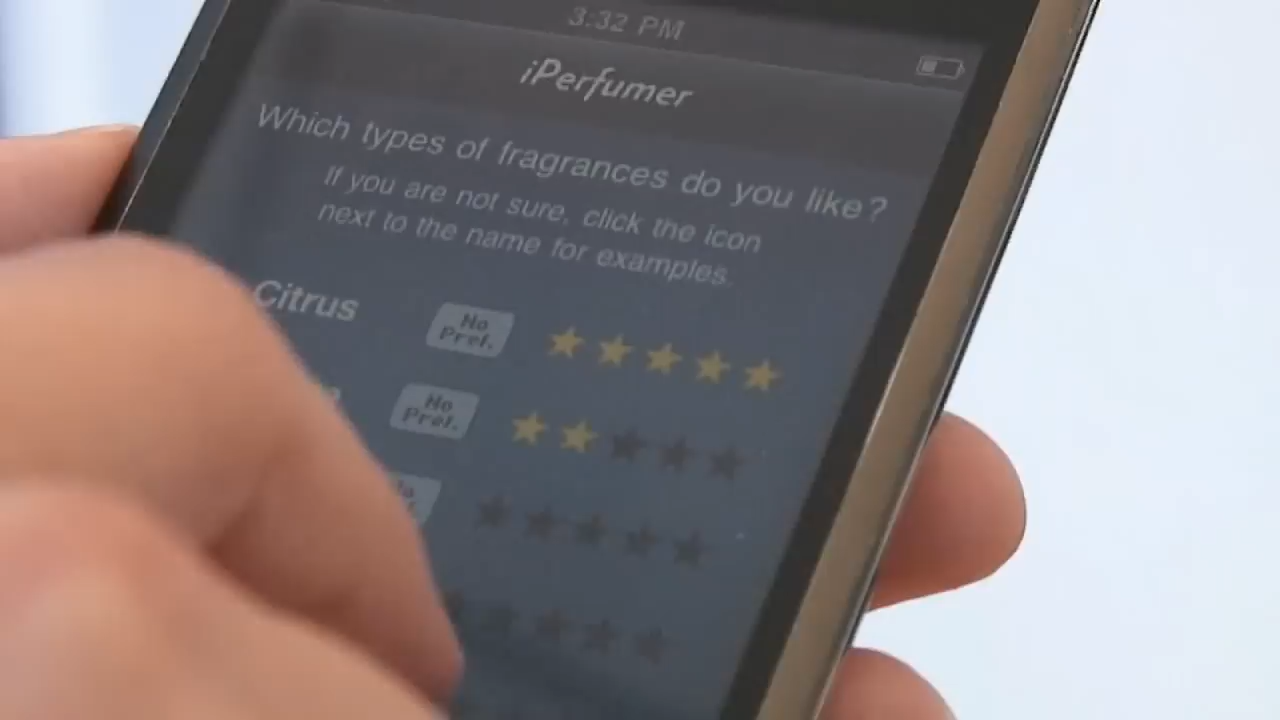 3:32 PM
iPerfumer
Which types of fragrances do you like?
If you are not sure, click the icon
next to the name for examples.
Citrus
No
Pref.
No
Pref.